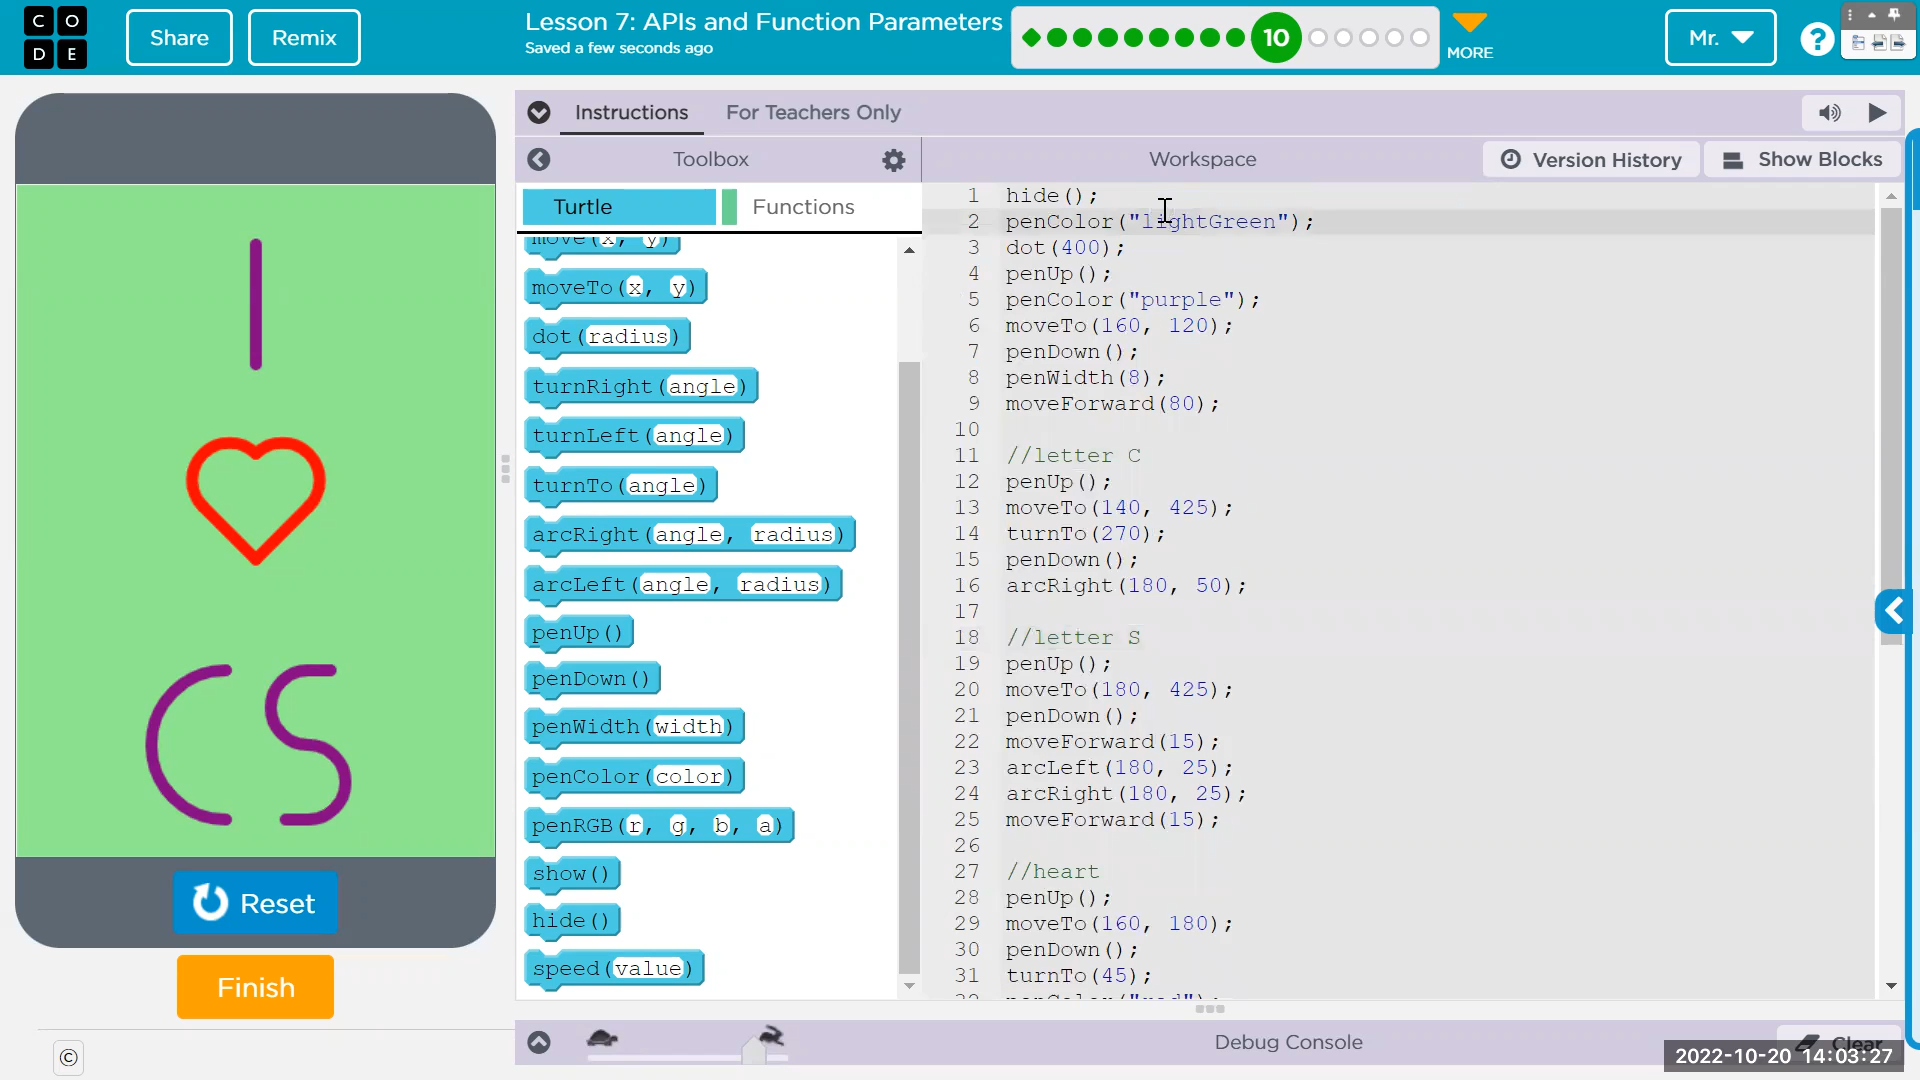 C O
D E
Share
Remix
Lesson 7: APIs and Function Parameters
Saved a few seconds ago
10
MORE
Mr.
?
Instructions
For Teachers Only
Toolbox
Workspace
Version History
Show Blocks
Turtle
Functions
move(x, y)
moveTo(x, y)
dot(radius)
turnRight(angle)
turnLeft(angle)
turnTo(angle)
arcRight(angle, radius)
arcLeft(angle, radius)
penUp()
penDown()
penWidth(width)
penColor(color)
penRGB(r, g, b, a)
show()
hide()
speed(value)
1 hide();
2 penColor("lightGreen");
3 dot(400);
4 penUp();
5 penColor("purple");
6 moveTo(160, 120);
7 penDown();
8 penWidth(8);
9 moveForward(80);
10
11 //letter C
12 penUp();
13 moveTo(140, 425);
14 turnTo(270);
15 penDown();
16 arcRight(180, 50);
17
18 //letter S
19 penUp();
20 moveTo(180, 425);
21 penDown();
22 moveForward(15);
23 arcLeft(180, 25);
24 arcRight(180, 25);
25 moveForward(15);
26
27 //heart
28 penUp();
29 moveTo(160, 180);
30 penDown();
31 turnTo(45);
32 penColor("red");
I
CS
Reset
Finish
©
Debug Console
Clear
2022-10-20 14:03:27